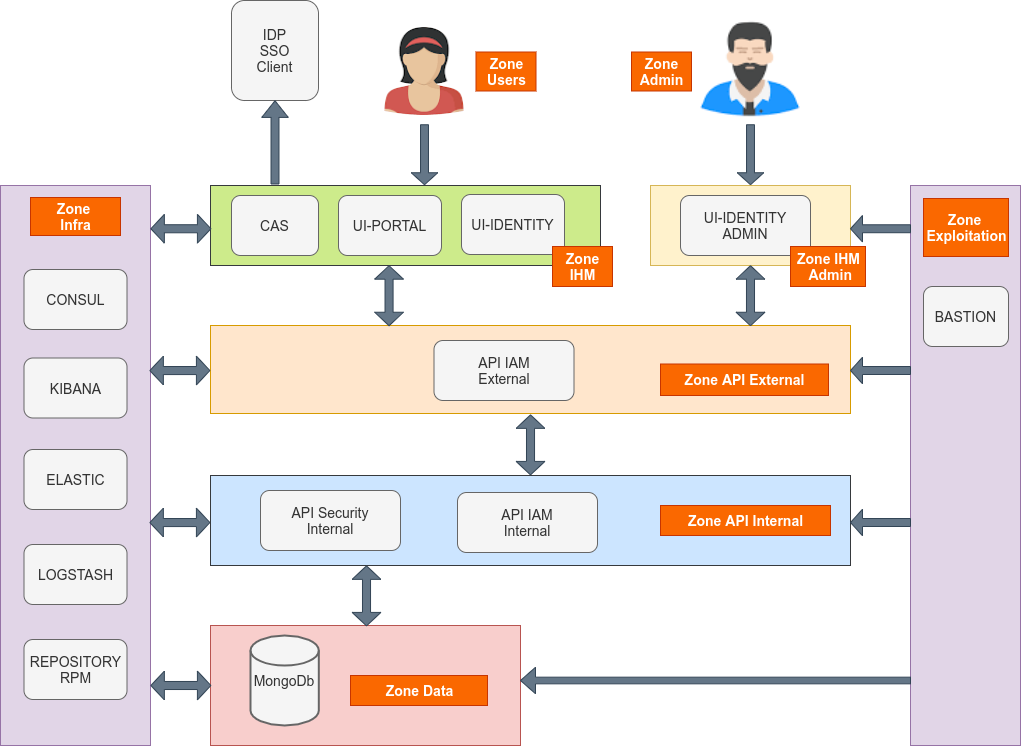 IDP
SSO
Client
Zone
Users
Zone
Admin
Zone
Infra
CONSUL
KIBANA
ELASTIC
LOGSTASH
REPOSITORY
RPM
CAS
UI-PORTAL
UI-IDENTITY
Zone
IHM
UI-IDENTITY
ADMIN
Zone IHM
Admin
Zone
Exploitation
BASTION
API IAM
External
Zone API External
API Security
Internal
API IAM
Internal
Zone API Internal
MongoDb
Zone Data